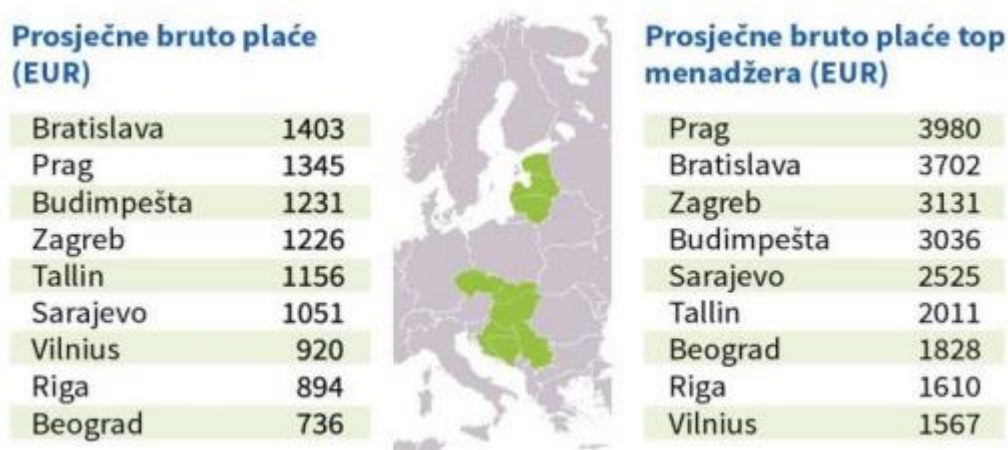 Prosječne bruto plaće
(EUR)
Bratislava 1403
Prag 1345
Budimpešta 1231
Zagreb 1226
Tallin 1156
Sarajevo 1051
Vilnius 920
Riga 894
Beograd 736
Prosječne bruto plaće top
menadžera (EUR)
Prag 3980
Bratislava 3702
Zagreb 3131
Budimpešta 3036
Sarajevo 2525
Tallin 2011
Beograd 1828
Riga 1610
Vilnius 1567